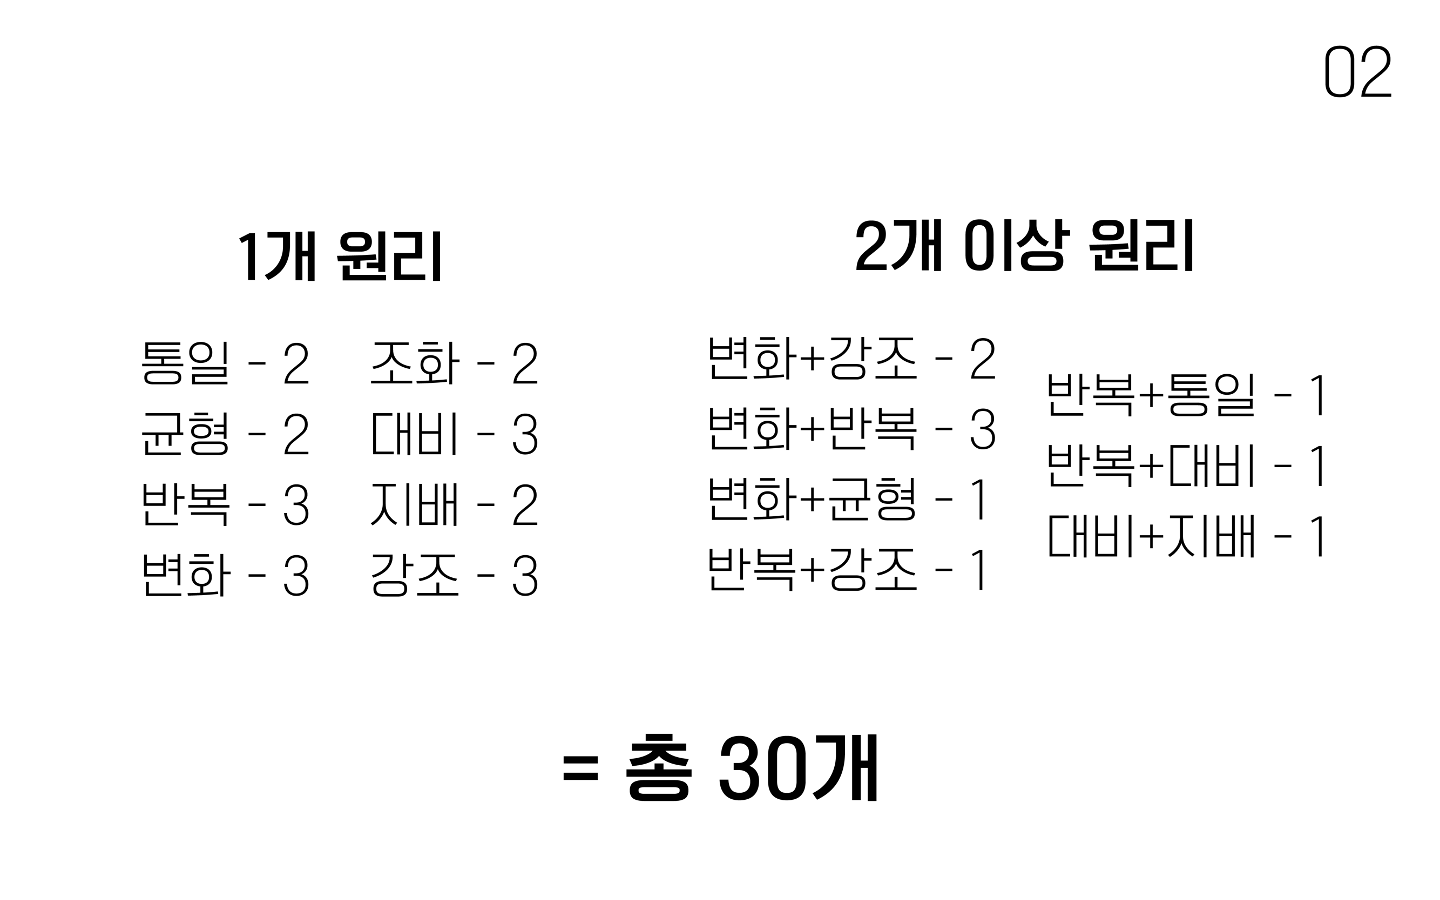 02
1개 원리
통일 - 2
균형 - 2
반복 - 3
변화 - 3
조화 - 2
대비 - 3
지배 - 2
강조 - 3
2개 이상 원리
변화+강조 - 2
변화+반복 - 3
변화+균형 - 1
반복+강조 - 1
반복+통일 - 1
반복+대비 - 1
대비+지배 - 1
= 총 30개